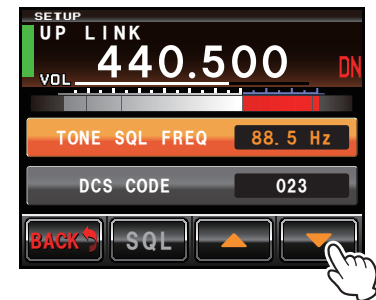 SETUP
UP LINK
VOL 440.500 DN
TONE SQL FREQ 88.5 Hz
DCS CODE 023
BACK SQL